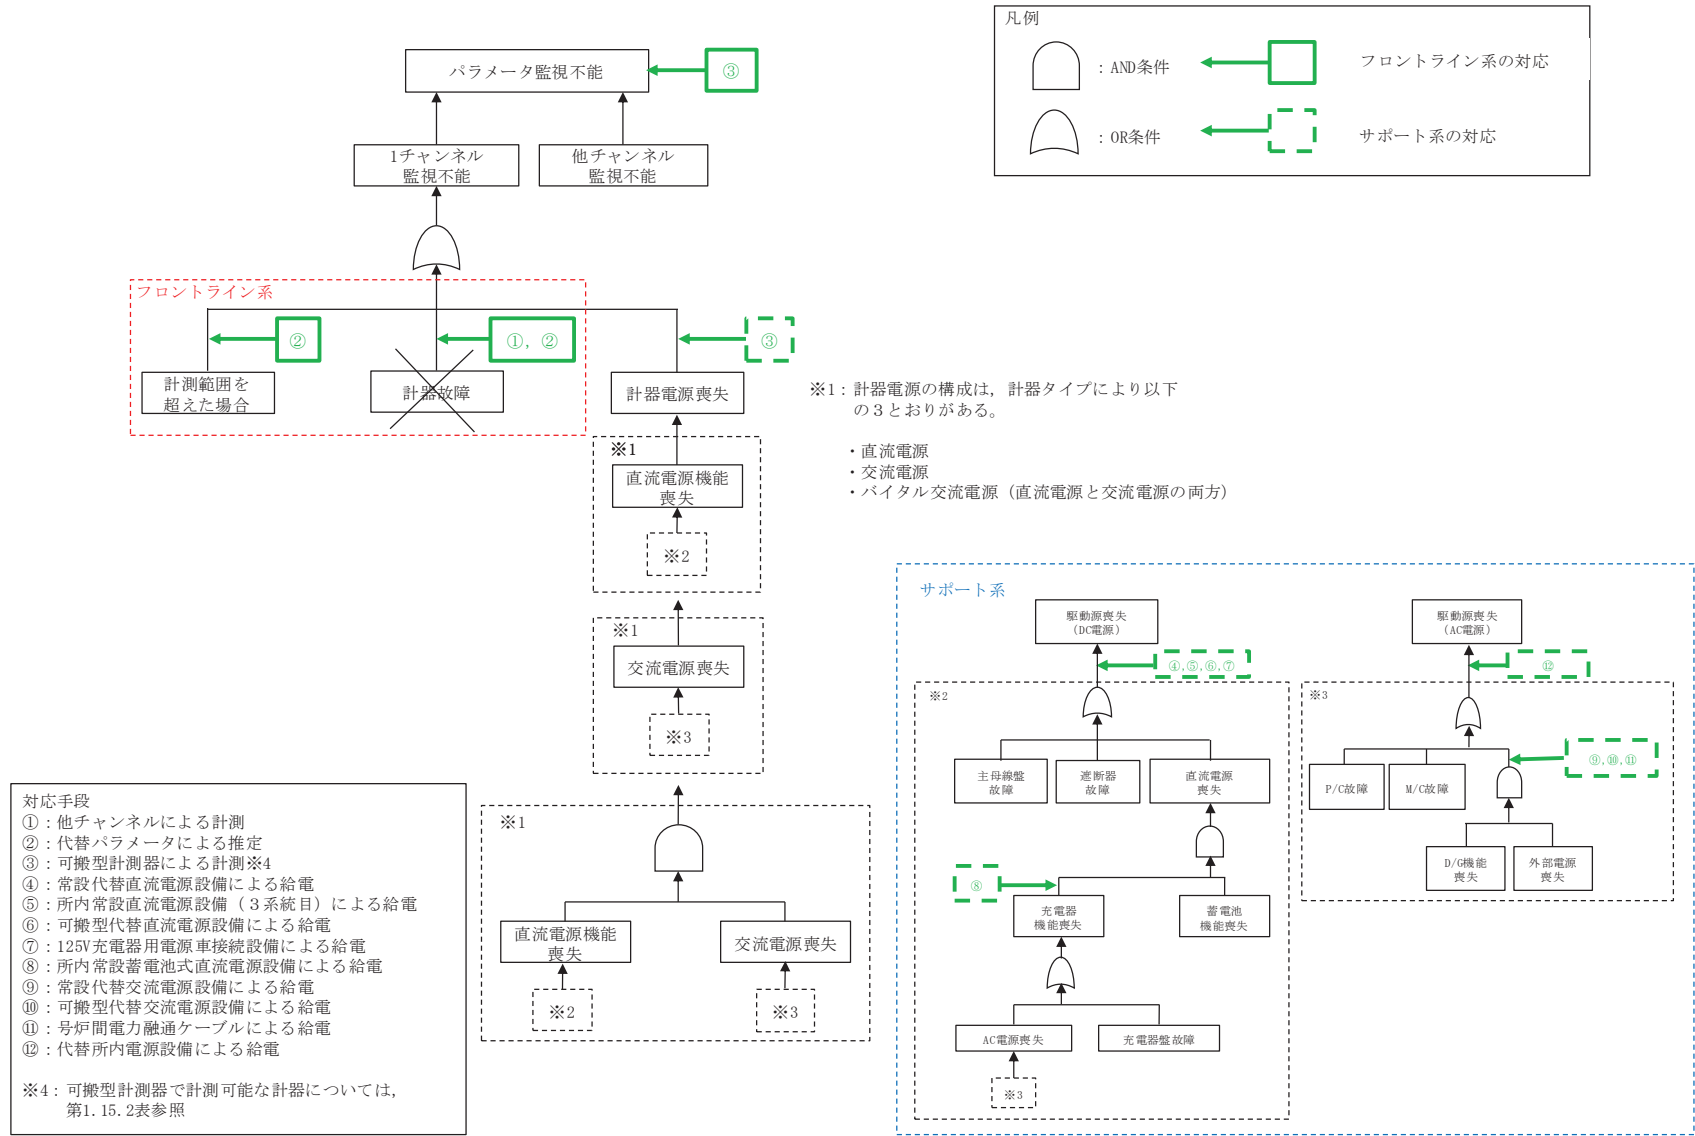 凡例
：AND条件
フロントライン系の対応
：OR条件
サポート系の対応
パラメータ監視不能
③
1チャンネル
監視不能
他チャンネル
監視不能
フロントライン系
②
①，②
③
計測範囲を
超えた場合
計器故障
計器電源喪失
※1：計器電源の構成は，計器タイプにより以下
の３とおりがある。
・直流電源
・交流電源
・バイタル交流電源（直流電源と交流電源の両方）
※1
直流電源機能
喪失
※2
※1
交流電源喪失
※3
※1
直流電源機能
喪失
交流電源喪失
※2
※3
サポート系
駆動源喪失
（DC電源）
④,⑤,⑥,⑦
※2
主母線盤
故障
遮断器
故障
直流電源
喪失
⑧
充電器
機能喪失
蓄電池
機能喪失
AC電源喪失
充電器盤故障
※3
駆動源喪失
（AC電源）
⑫
※3
⑨,⑩,⑪
P/C故障
M/C故障
D/G機能
喪失
外部電源
喪失
対応手段
①：他チャンネルによる計測
②：代替パラメータによる推定
③：可搬型計測器による計測※4
④：常設代替直流電源設備による給電
⑤：所内常設直流電源設備（３系統目）による給電
⑥：可搬型代替直流電源設備による給電
⑦：125V充電器用電源車接続設備による給電
⑧：所内常設蓄電池式直流電源設備による給電
⑨：常設代替交流電源設備による給電
⑩：可搬型代替交流電源設備による給電
⑪：号炉間電力融通ケーブルによる給電
⑫：代替所内電源設備による給電
※4：可搬型計測器で計測可能な計器については，
第1.15.2表参照